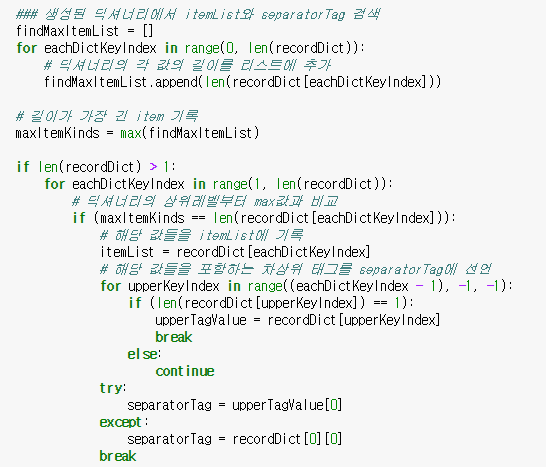 ### 생성된 딕셔너리에서 itemList와 separatorTag 검색
findMaxItemList = []
for eachDictKeyIndex in range(0, len(recordDict)):
    # 딕셔너리의 각 값의 길이를 리스트에 추가
    findMaxItemList.append(len(recordDict[eachDictKeyIndex]))

# 길이가 가장 긴 item 기록
maxItemKinds = max(findMaxItemList)

if len(recordDict) > 1:
    for eachDictKeyIndex in range(1, len(recordDict)):
        # 딕셔너리의 상위레벨부터 max값과 비교
        if (maxItemKinds == len(recordDict[eachDictKeyIndex])):
            # 해당 값들을 itemList에 기록
            itemList = recordDict[eachDictKeyIndex]
            # 해당 값들을 포함하는 차상위 태그를 separatorTag에 선언
            for upperKeyIndex in range((eachDictKeyIndex - 1), -1, -1):
                if (len(recordDict[upperKeyIndex]) == 1):
                    upperTagValue = recordDict[upperKeyIndex]
                    break
                else:
                    continue
            try:
                separatorTag = upperTagValue[0]
            except:
                separatorTag = recordDict[0][0]
            break